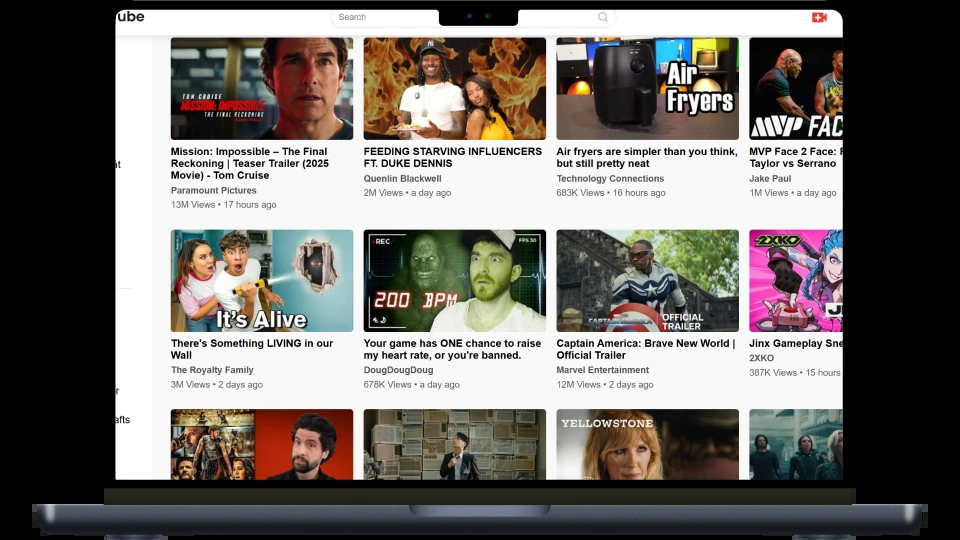 ube
Search
TOM CRUISE
MISSION: IMPOSSIBLE
THE FINAL RECKONING
Air
Fryers
MVP FAC
Mission: Impossible – The Final
Reckoning | Teaser Trailer (2025
Movie) - Tom Cruise
Paramount Pictures
13M Views • 17 hours ago
FEEDING STARVING INFLUENCERS
FT. DUKE DENNIS
Quenlin Blackwell
2M Views • a day ago
Air fryers are simpler than you think,
but still pretty neat
Technology Connections
683K Views • 16 hours ago
MVP Face 2 Face:
Taylor vs Serrano
Jake Paul
1M Views • a day ago
nt
It's Alive
REC
FPS 30
200 BPM
CAPTAIN AMERICA
OFFICIAL
TRAILER
2XKO
J
There's Something LIVING in our
Wall
The Royalty Family
3M Views • 2 days ago
Your game has ONE chance to raise
my heart rate, or you're banned.
DougDougDoug
678K Views • a day ago
Captain America: Brave New World |
Official Trailer
Marvel Entertainment
12M Views • 2 days ago
Jinx Gameplay Sne
2XKO
387K Views • 15 hours
r
afts
YELLOWSTONE